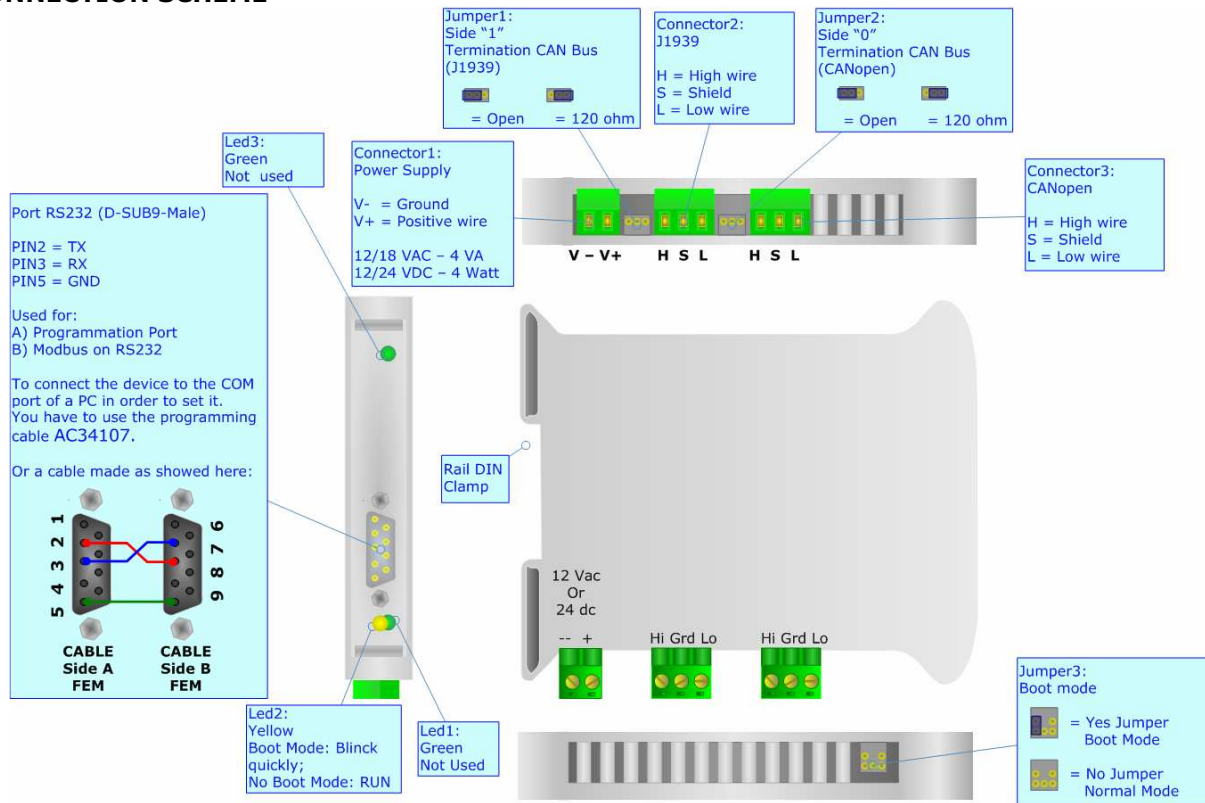 CONNECTION SCHEME
Jumper1:
Side “1”
Termination CAN Bus
(J1939)
= Open = 120 ohm
Connector2:
J1939
H = High wire
S = Shield
L = Low wire
Jumper2:
Side “0”
Termination CAN Bus
(CANopen)
= Open = 120 ohm
Led3:
Green
Not used
Connector1:
Power Supply
V- = Ground
V+ = Positive wire
12/18 VAC – 4 VA
12/24 VDC – 4 Watt
Connector3:
CANopen
H = High wire
S = Shield
L = Low wire
V – V+ H S L H S L
Port RS232 (D-SUB9-Male)
PIN2 = TX
PIN3 = RX
PIN5 = GND
Used for:
A) Programmation Port
B) Modbus on RS232
To connect the device to the COM
port of a PC in order to set it.
You have to use the programming
cable AC34107.
Or a cable made as showed here:
1
2
3
4
5
6
7
8
9
CABLE
Side A
FEM
CABLE
Side B
FEM
Rail DIN
Clamp
12 Vac
Or
24 dc
-- +
Hi Grd Lo
Hi Grd Lo
Led2:
Yellow
Boot Mode: Blinck
quickly;
No Boot Mode: RUN
Led1:
Green
Not Used
Jumper3:
Boot mode
= Yes Jumper
Boot Mode
= No Jumper
Normal Mode